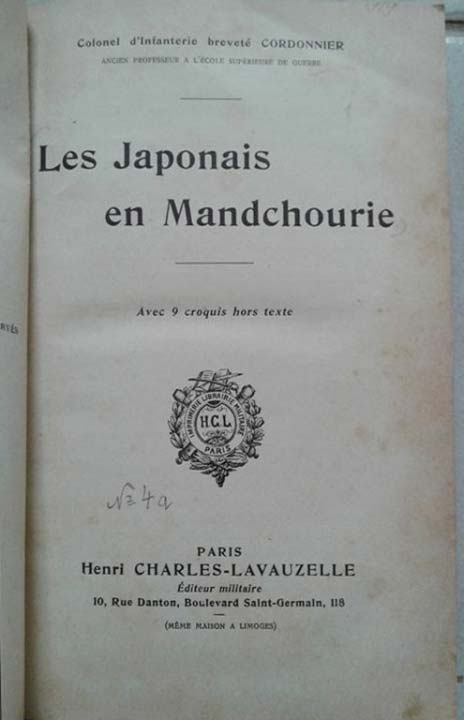 Colonel d'Infanterie breveté CORDONNIER
ANCIEN PROFESSEUR A L'ÉCOLE SUPÉRIEURE DE GUERRE
Les Japonais
en Mandchourie
Avec 9 croquis hors texte
IMPRIMERIE LIBRAIRIE MILITAIRE
H.C.L.
PARIS
PARIS
Henri CHARLES-LAVAUZELLE
Éditeur militaire
10, Rue Danton, Boulevard Saint-Germain, 118
(MÊME MAISON A LIMOGES)